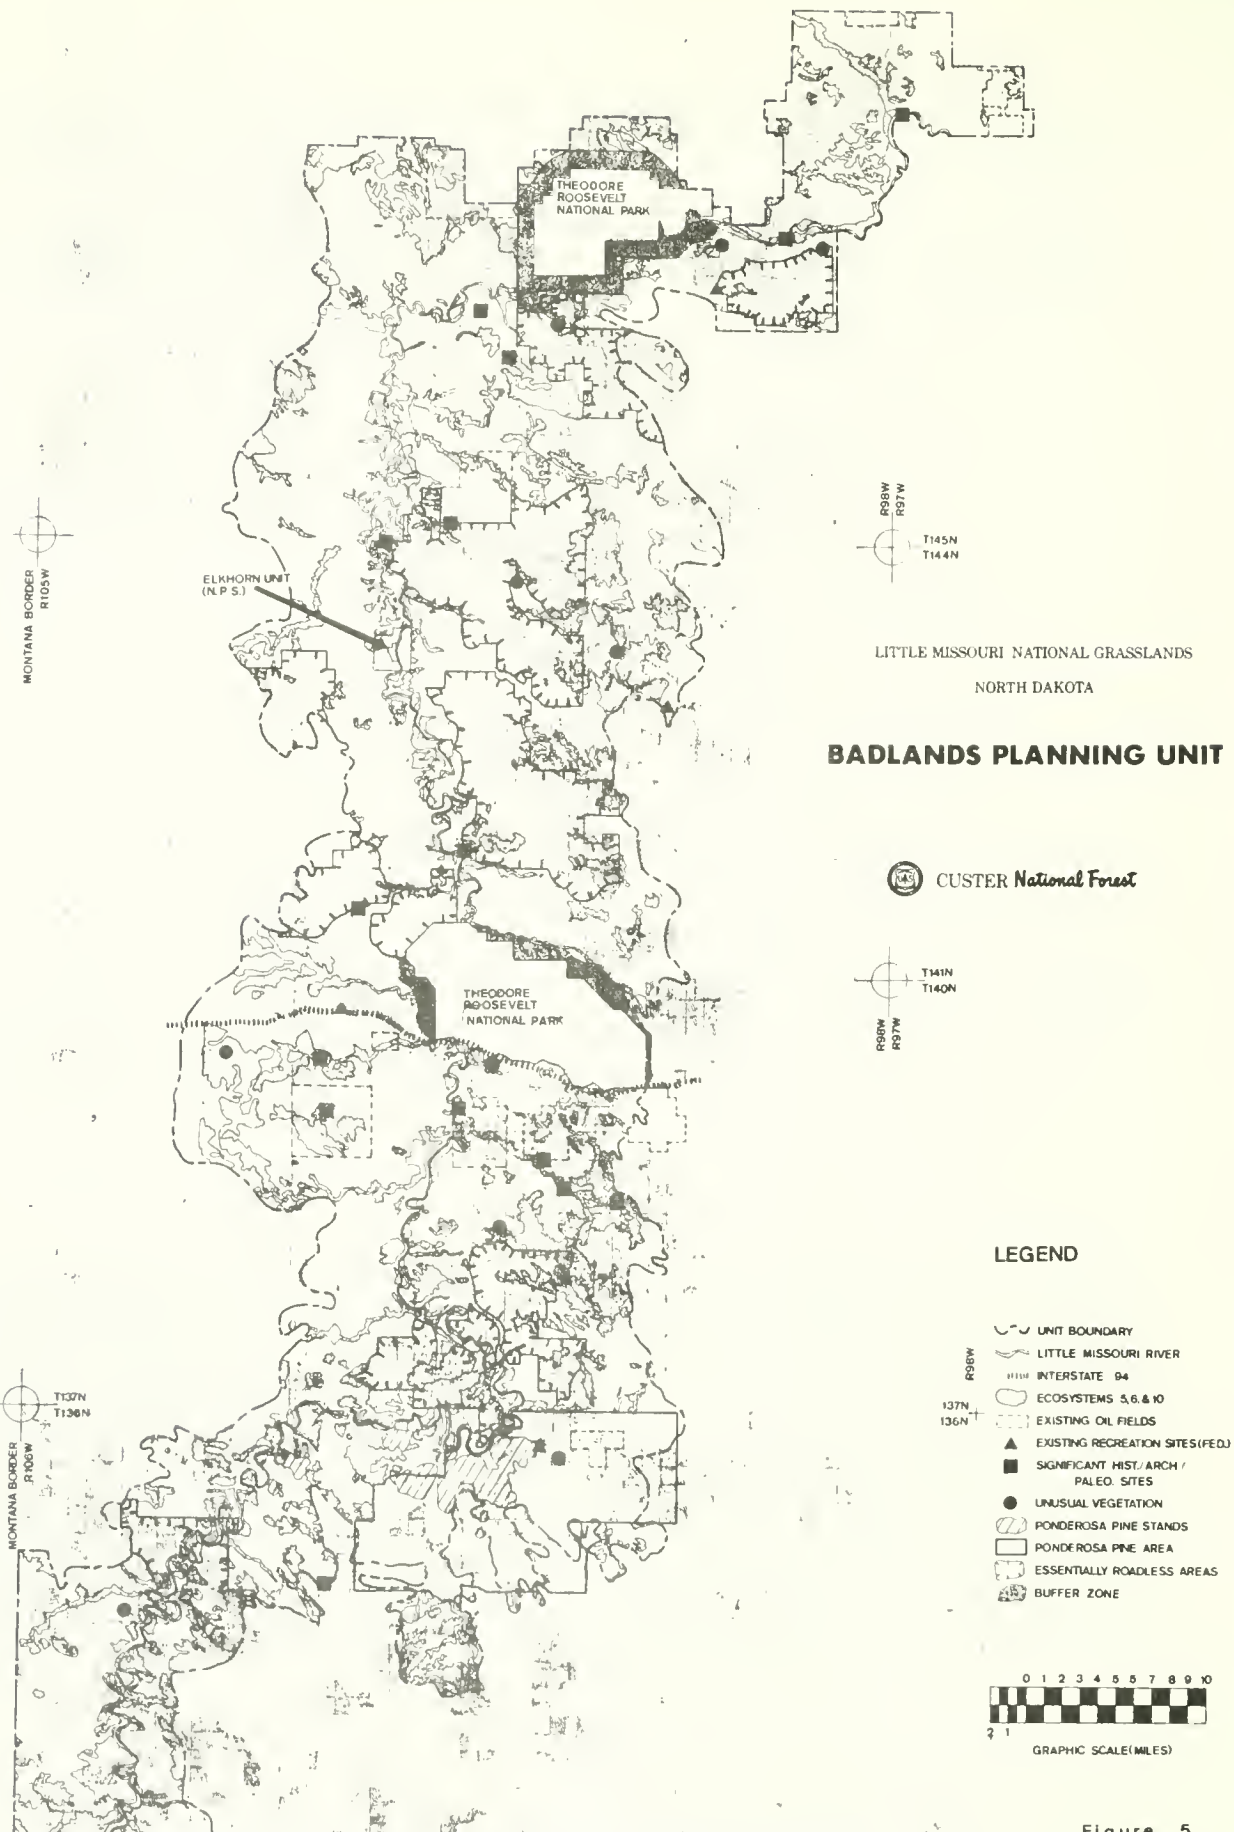 THEODORE
ROOSEVELT
NATIONAL PARK
R98W
R97W
T145N
T144N
MONTANA BORDER
R105W
ELKHORN UNIT
(N.P.S.)
LITTLE MISSOURI NATIONAL GRASSLANDS
NORTH DAKOTA
BADLANDS PLANNING UNIT
CUSTER National Forest
T141N
T140N
R98W
R97W
THEODORE
ROOSEVELT
NATIONAL PARK
LEGEND
UNIT BOUNDARY
LITTLE MISSOURI RIVER
INTERSTATE 94
ECOSYSTEMS 5,6,& 10
EXISTING OIL FIELDS
EXISTING RECREATION SITES (FED.)
SIGNIFICANT HIST./ARCH./
PALEO. SITES
UNUSUAL VEGETATION
PONDEROSA PINE STANDS
PONDEROSA PINE AREA
ESSENTIALLY ROADLESS AREAS
BUFFER ZONE
R98W
137N
136N
T137N
T136N
MONTANA BORDER
R106W
0 1 2 3 4 5 6 7 8 9 10
2 1
GRAPHIC SCALE(MILES)
Figure 5